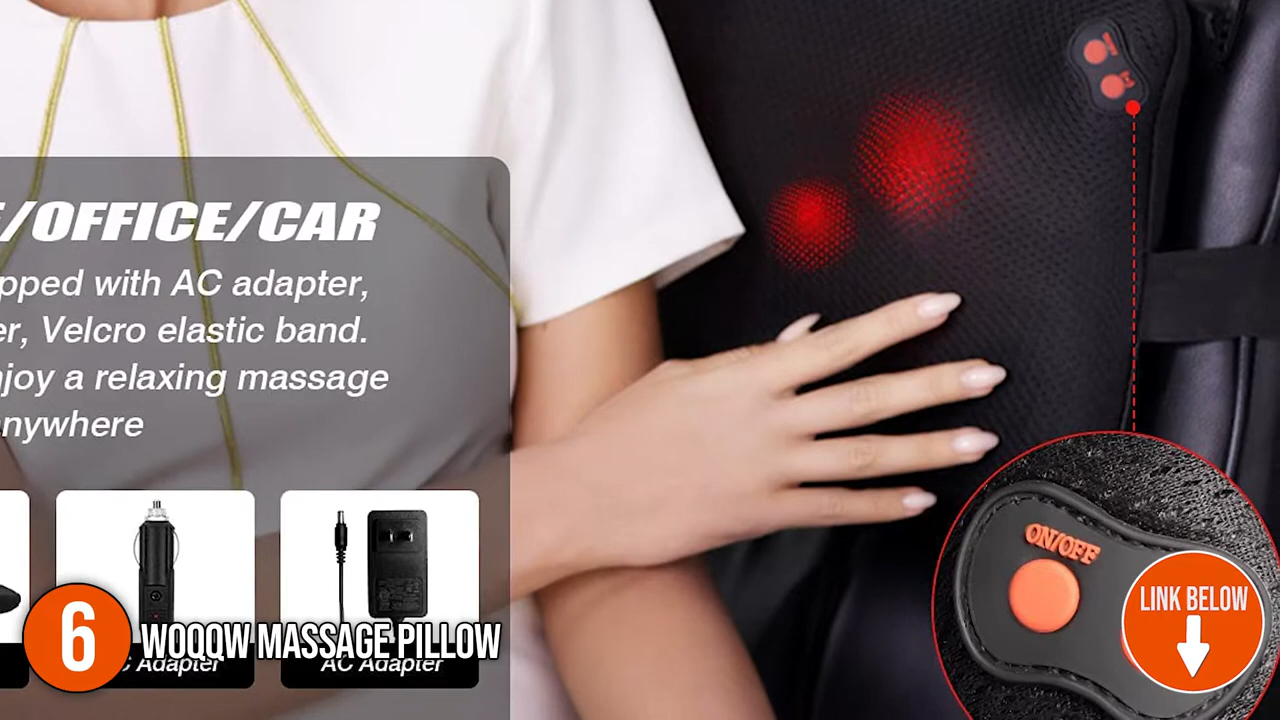 /OFFICE/CAR
pped with AC adapter,
er, Velcro elastic band.
njoy a relaxing massage
nywhere
ON/OFF
LINK BELOW
6 WOQQW MASSAGE PILLOW
C Adapter
AC Adapter